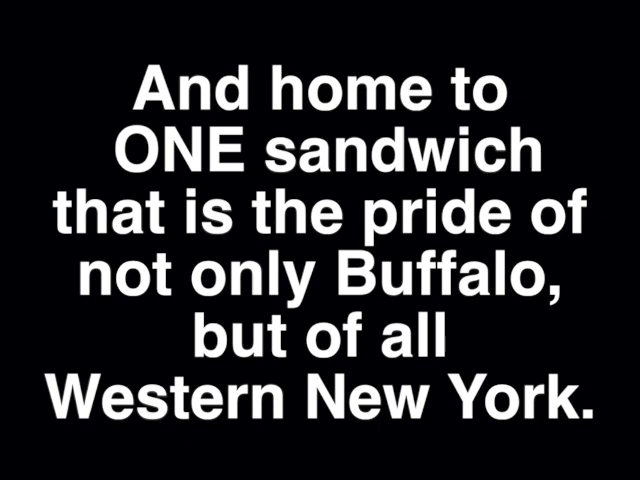 And home to
ONE sandwich
that is the pride of
not only Buffalo,
but of all
Western New York.